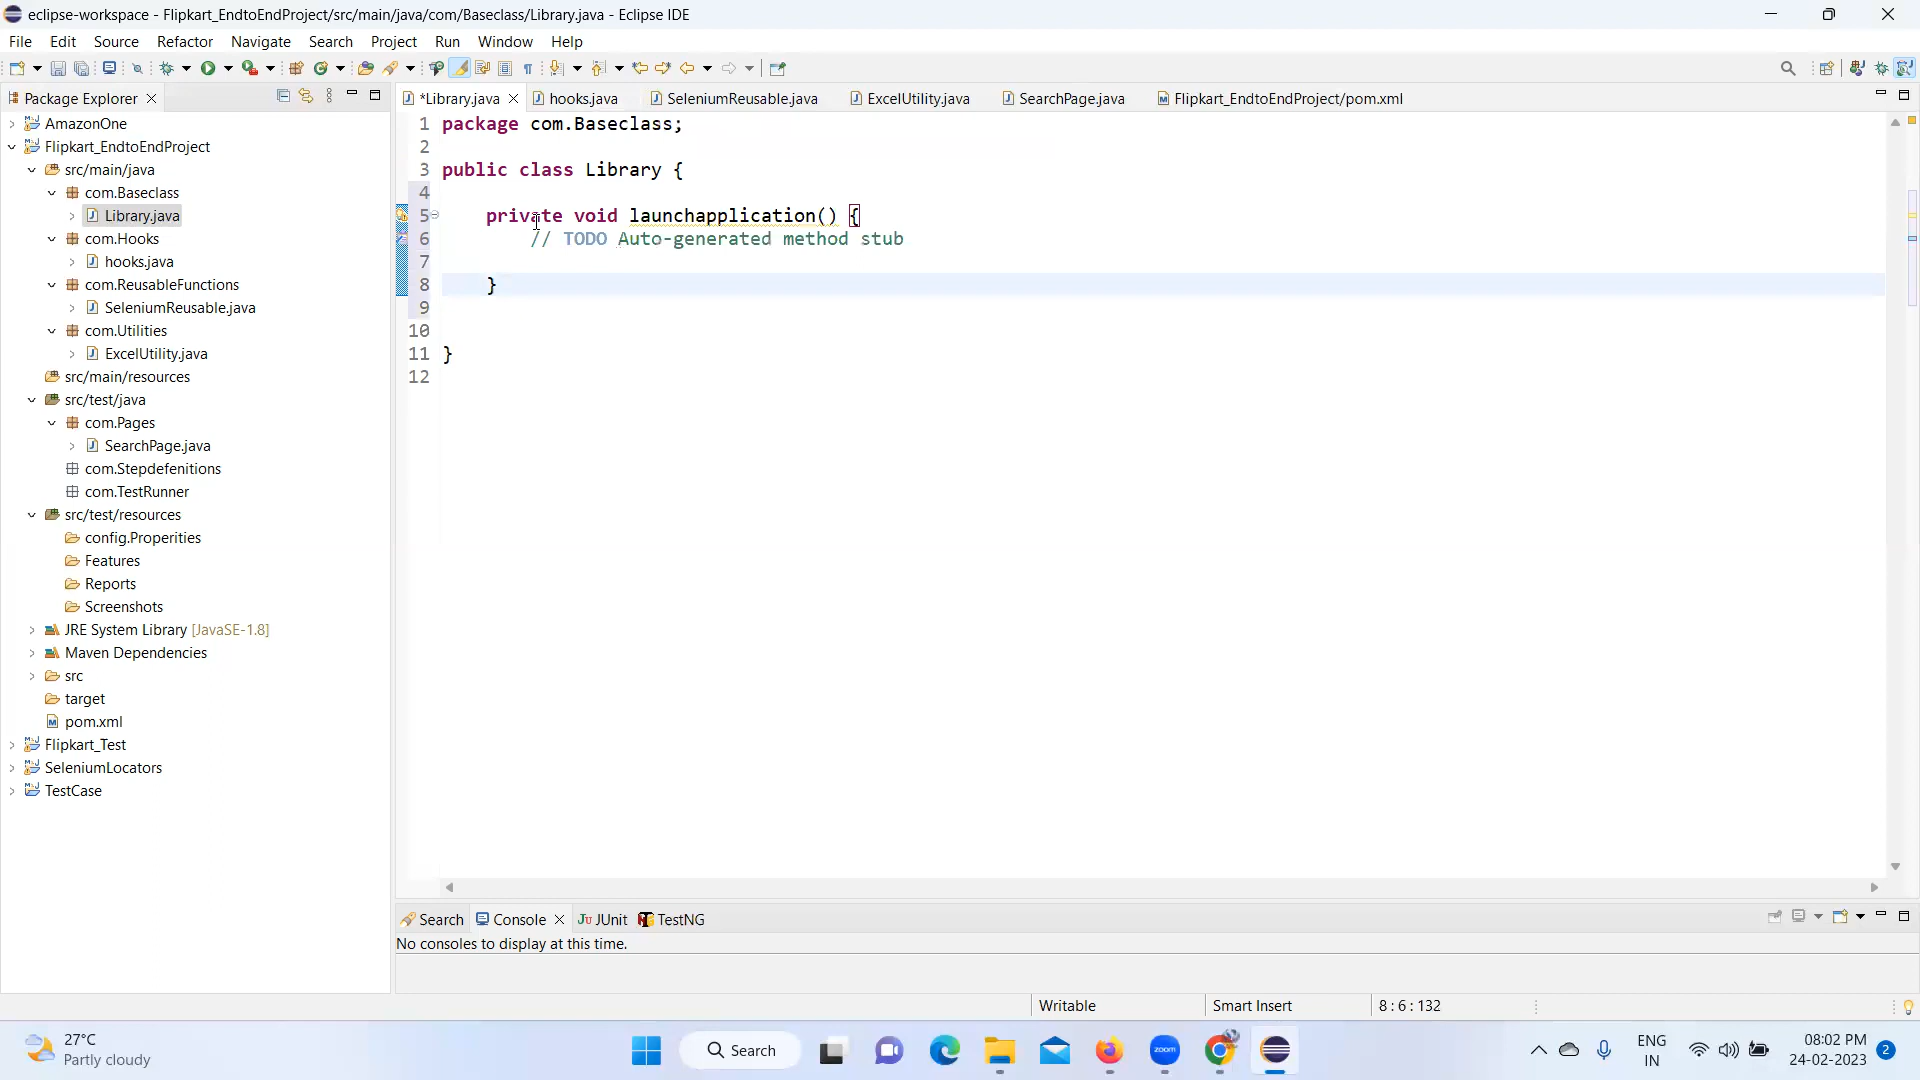 eclipse-workspace - Flipkart_EndtoEndProject/src/main/java/com/Baseclass/Library.java - Eclipse IDE
File Edit Source Refactor Navigate Search Project Run Window Help
Package Explorer
*Library.java hooks.java SeleniumReusable.java ExcelUtility.java SearchPage.java Flipkart_EndtoEndProject/pom.xml
AmazonOne
Flipkart_EndtoEndProject
src/main/java
com.Baseclass
Library.java
com.Hooks
hooks.java
com.ReusableFunctions
SeleniumReusable.java
com.Utilities
ExcelUtility.java
src/main/resources
src/test/java
com.Pages
SearchPage.java
com.Stepdefenitions
com.TestRunner
src/test/resources
config.Properities
Features
Reports
Screenshots
JRE System Library [JavaSE-1.8]
Maven Dependencies
src
target
pom.xml
Flipkart_Test
SeleniumLocators
TestCase
1 package com.Baseclass;
2
3 public class Library {
4
5 private void launchapplication() {
6 // TODO Auto-generated method stub
7
8 }
9
10
11 }
12
Search Console JUnit TestNG
No consoles to display at this time.
Writable Smart Insert 8 : 6 : 132
27°C
Partly cloudy
Search
zoom
ENG
IN
08:02 PM
24-02-2023
2